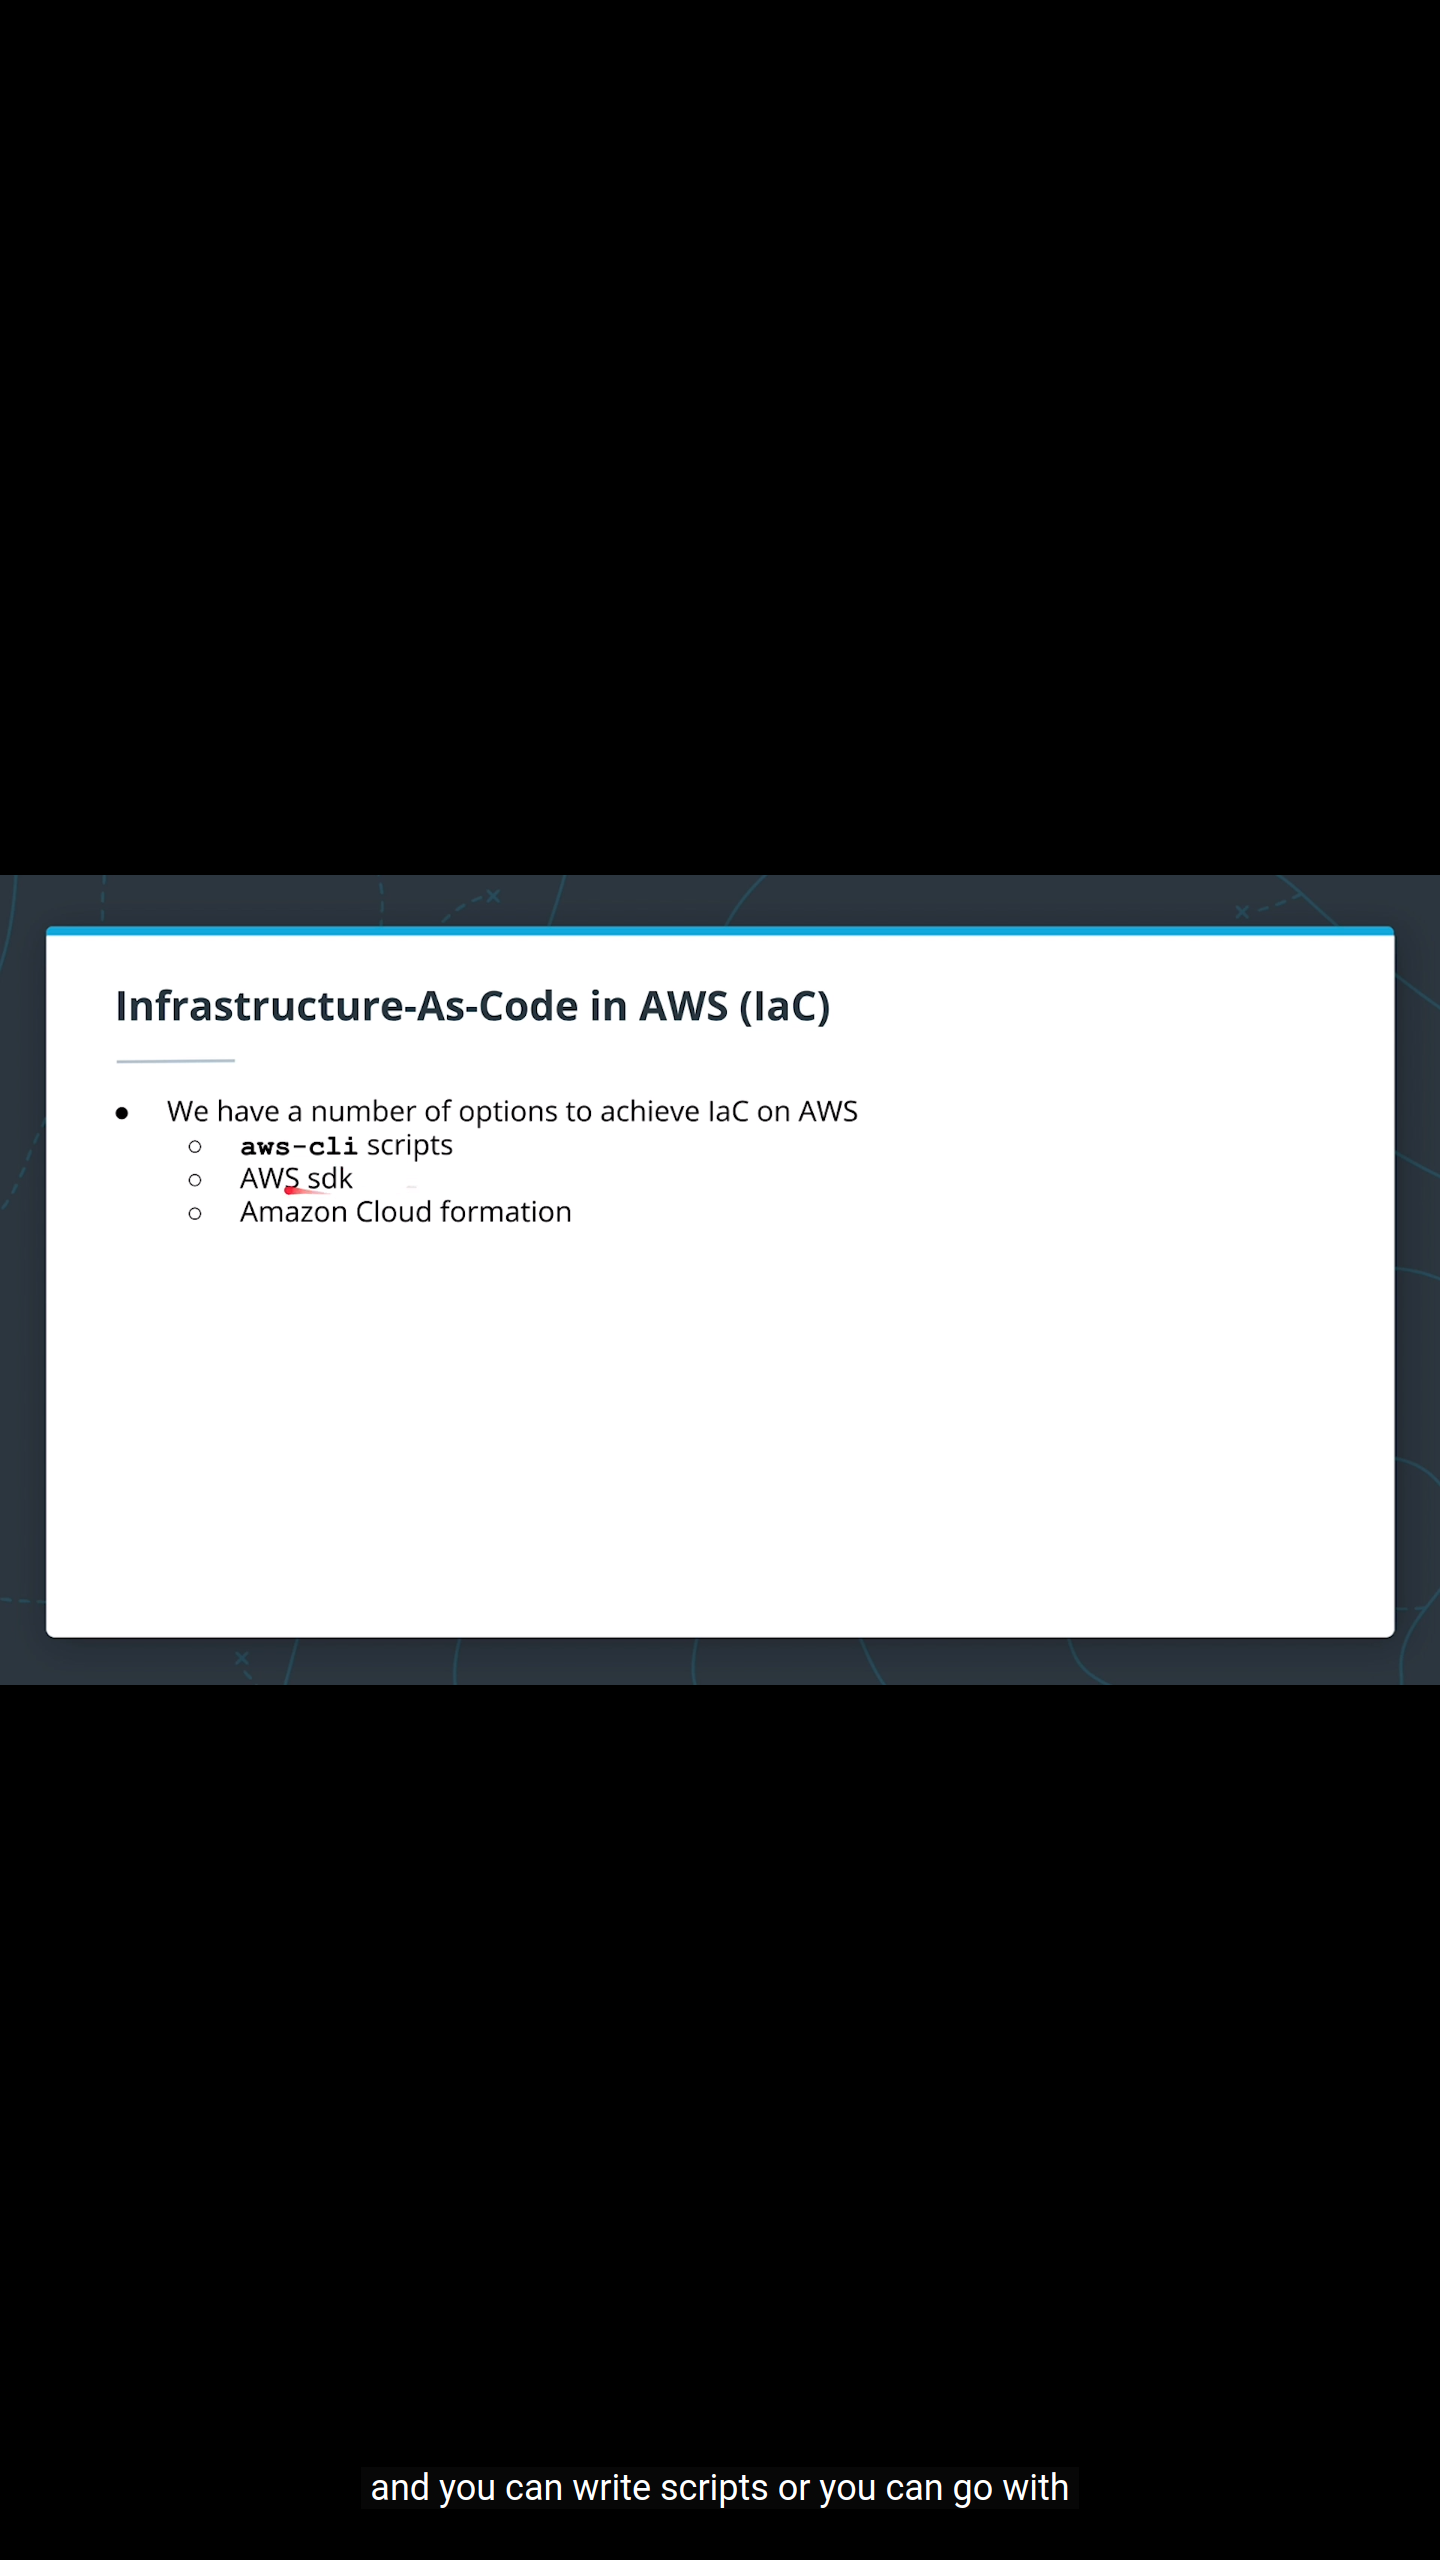 Infrastructure-As-Code in AWS (IaC)
● We have a number of options to achieve IaC on AWS
○ aws-cli scripts
○ AWS sdk
○ Amazon Cloud formation
and you can write scripts or you can go with